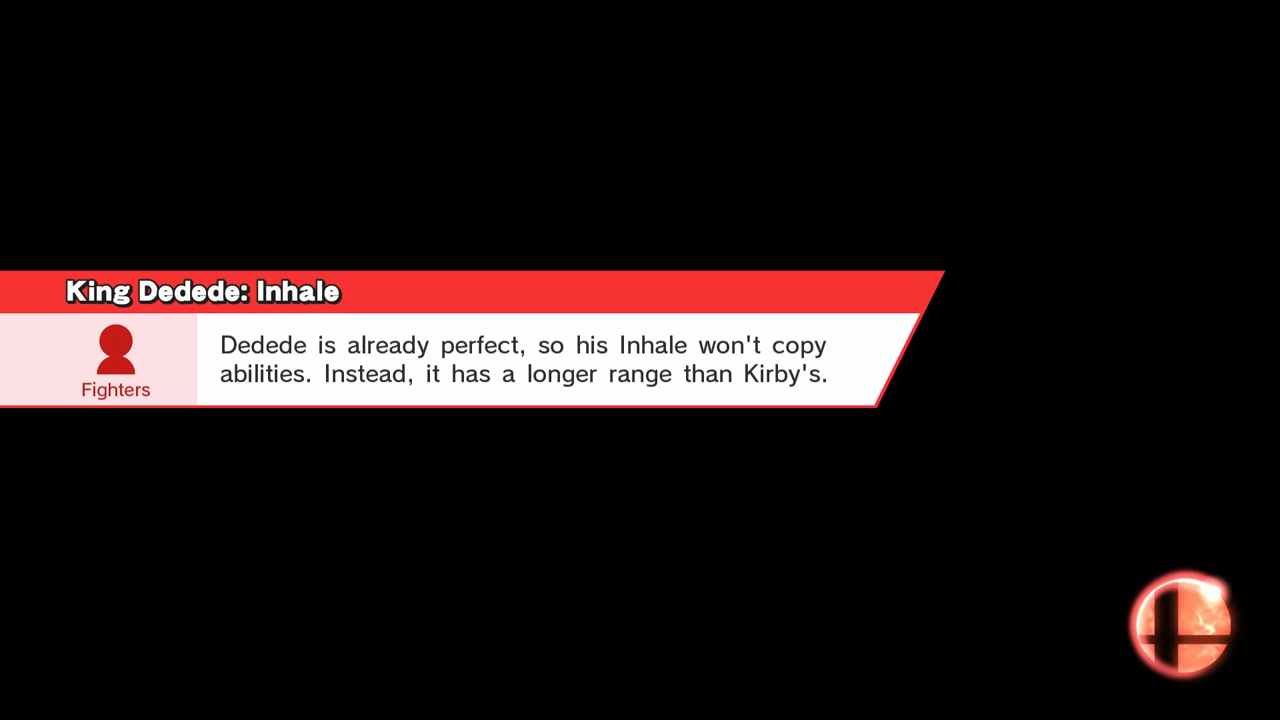 King Dedede: Inhale
Fighters
Dedede is already perfect, so his Inhale won't copy
abilities. Instead, it has a longer range than Kirby's.